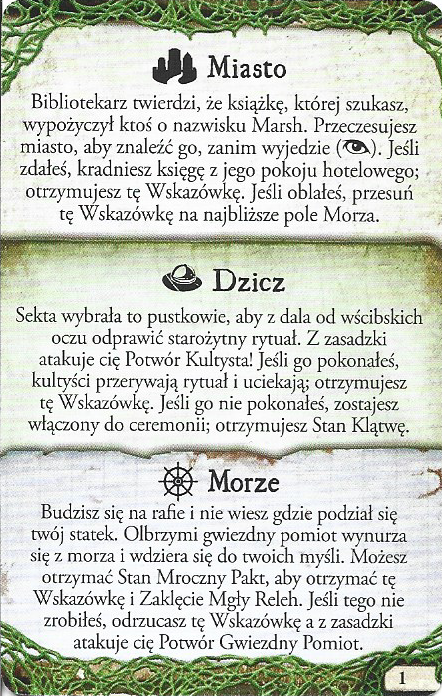 Miasto
Bibliotekarz twierdzi, że książkę, której szukasz,
wypożyczył ktoś o nazwisku Marsh. Przeczesujesz
miasto, aby znaleźć go, zanim wyjedzie ( ). Jeśli
zdałeś, kradniesz księgę z jego pokoju hotelowego;
otrzymujesz tę Wskazówkę. Jeśli oblałeś, przesuń
tę Wskazówkę na najbliższe pole Morza.
Dzicz
Sekta wybrała to pustkowie, aby z dala od wścibskich
oczu odprawić starożytny rytuał. Z zasadzki
atakuje cię Potwór Kultysta! Jeśli go pokonałeś,
kultyści przerywają rytuał i uciekają; otrzymujesz
tę Wskazówkę. Jeśli go nie pokonałeś, zostajesz
włączony do ceremonii; otrzymujesz Stan Klątwę.
Morze
Budzisz się na rafie i nie wiesz gdzie podział się
twój statek. Olbrzymi gwiezdny pomiot wynurza
się z morza i wdziera się do twoich myśli. Możesz
otrzymać Stan Mroczny Pakt, aby otrzymać tę
Wskazówkę i Zaklęcie Mgły Releh. Jeśli tego nie
zrobiłeś, odrzucasz tę Wskazówkę a z zasadzki
atakuje cię Potwór Gwiezdny Pomiot.
1